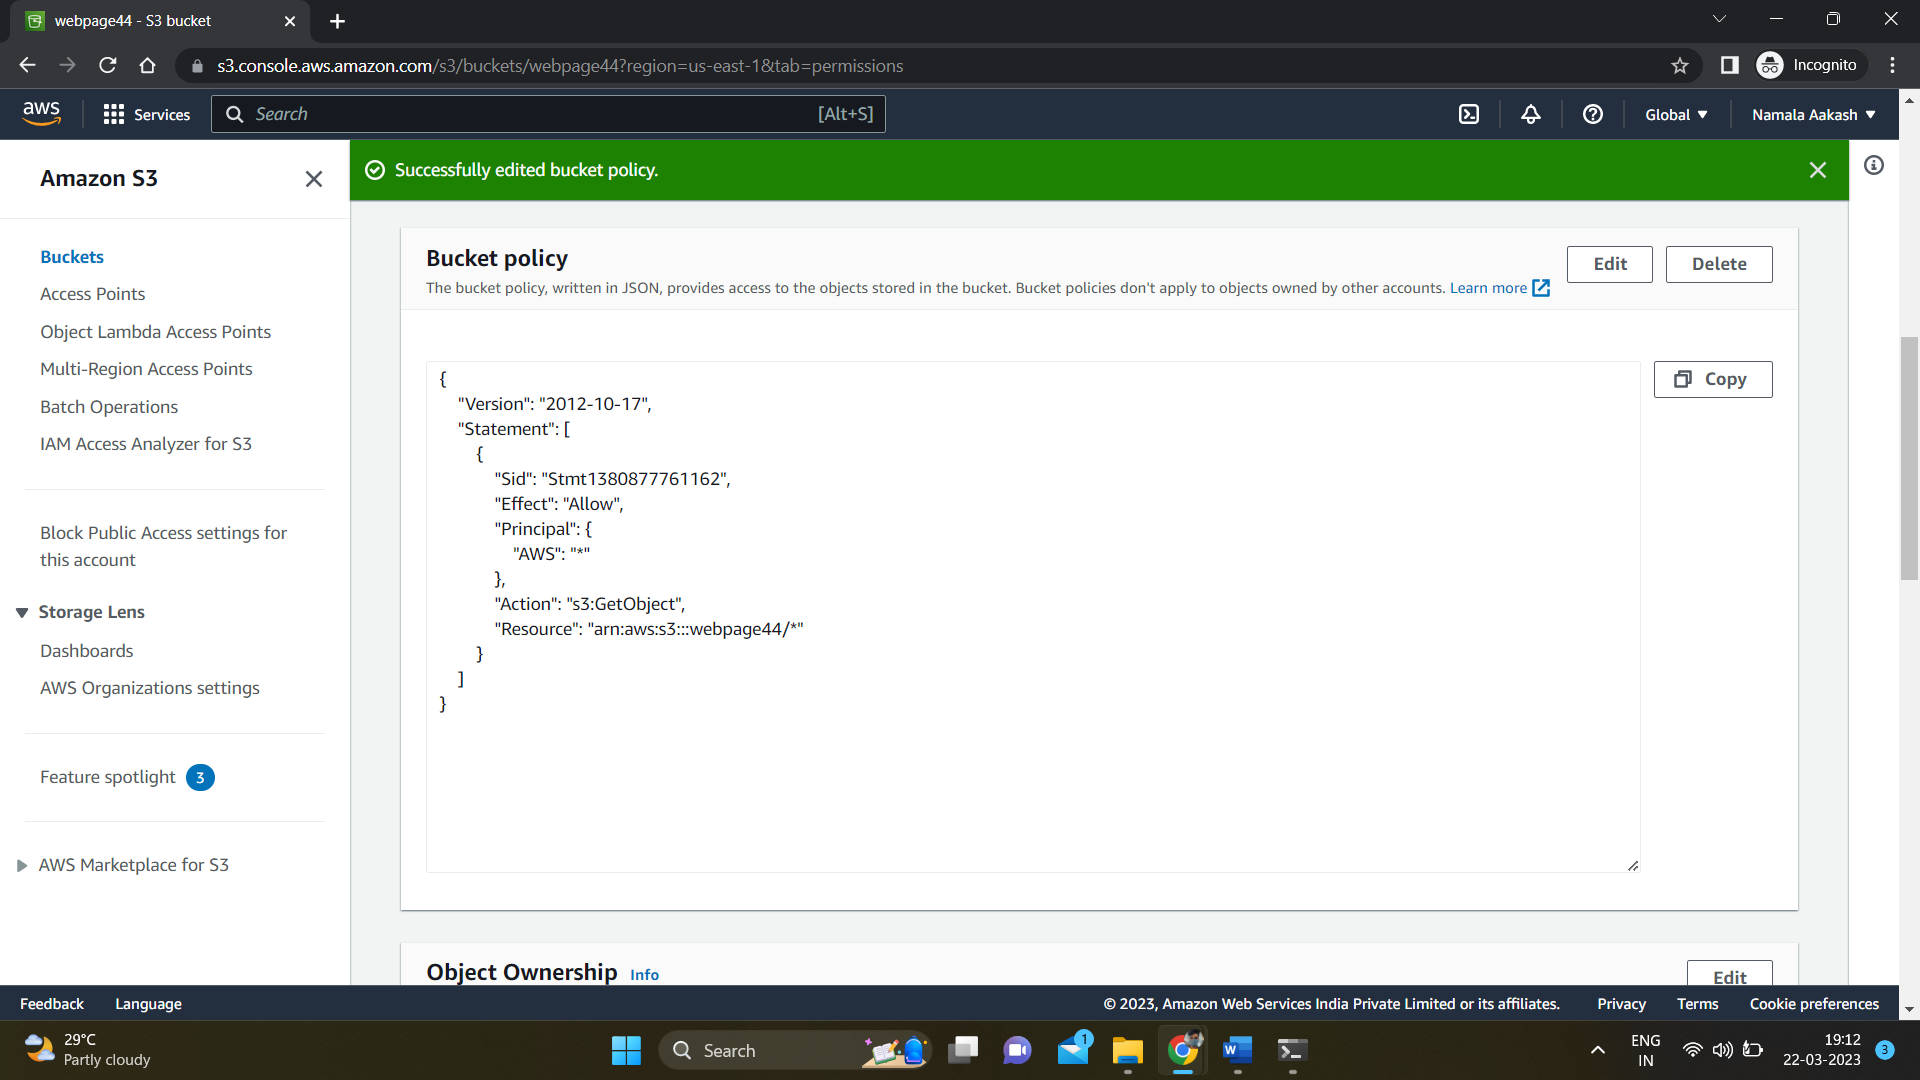 webpage44 - S3 bucket
s3.console.aws.amazon.com/s3/buckets/webpage44?region=us-east-1&tab=permissions
Incognito
aws
Services
Search
[Alt+S]
Global
Namala Aakash
Amazon S3
Successfully edited bucket policy.
Buckets
Access Points
Object Lambda Access Points
Multi-Region Access Points
Batch Operations
IAM Access Analyzer for S3
Block Public Access settings for
this account
Storage Lens
Dashboards
AWS Organizations settings
Feature spotlight 3
AWS Marketplace for S3
Bucket policy
Edit
Delete
The bucket policy, written in JSON, provides access to the objects stored in the bucket. Bucket policies don't apply to objects owned by other accounts. Learn more
Copy
{
"Version": "2012-10-17",
"Statement": [
{
"Sid": "Stmt1380877761162",
"Effect": "Allow",
"Principal": {
"AWS": "*"
},
"Action": "s3:GetObject",
"Resource": "arn:aws:s3:::webpage44/*"
}
]
}
Object Ownership Info
Edit
Feedback
Language
© 2023, Amazon Web Services India Private Limited or its affiliates.
Privacy
Terms
Cookie preferences
29°C
Partly cloudy
Search
1
W
ENG
IN
19:12
22-03-2023
3